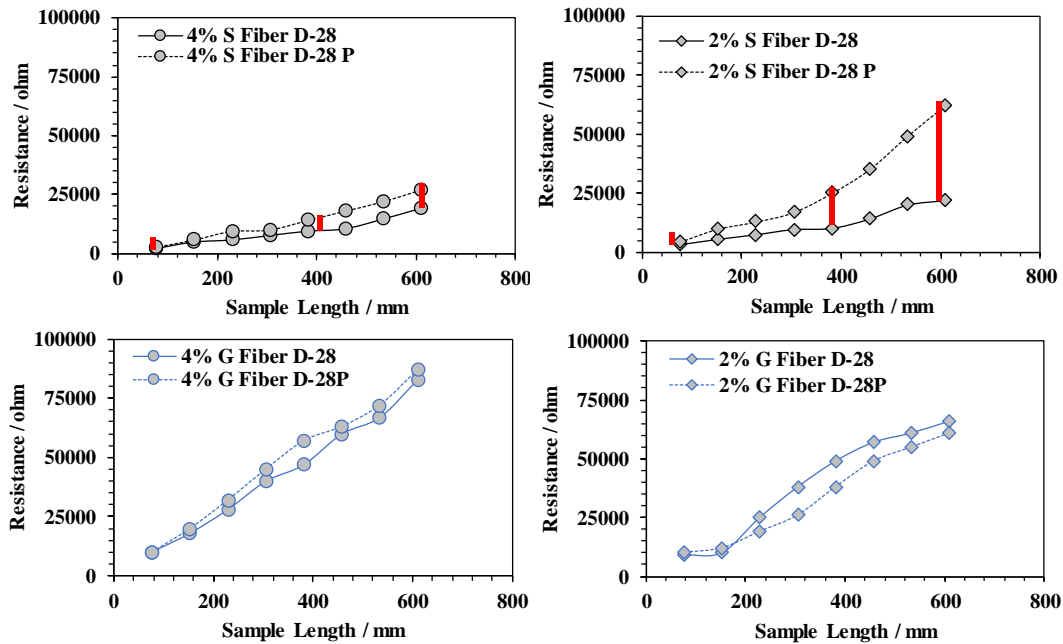 100000
75000
50000
25000
0
Resistance / ohm
4% S Fiber D-28
4% S Fiber D-28 P
0 200 400 600 800
Sample Length / mm
100000
75000
50000
25000
0
Resistance / ohm
2% S Fiber D-28
2% S Fiber D-28 P
0 200 400 600 800
Sample Length / mm
100000
75000
50000
25000
0
Resistance / ohm
4% G Fiber D-28
4% G Fiber D-28P
0 200 400 600 800
Sample Length / mm
100000
75000
50000
25000
0
Resistance / ohm
2% G Fiber D-28
2% G Fiber D-28P
0 200 400 600 800
Sample Length / mm